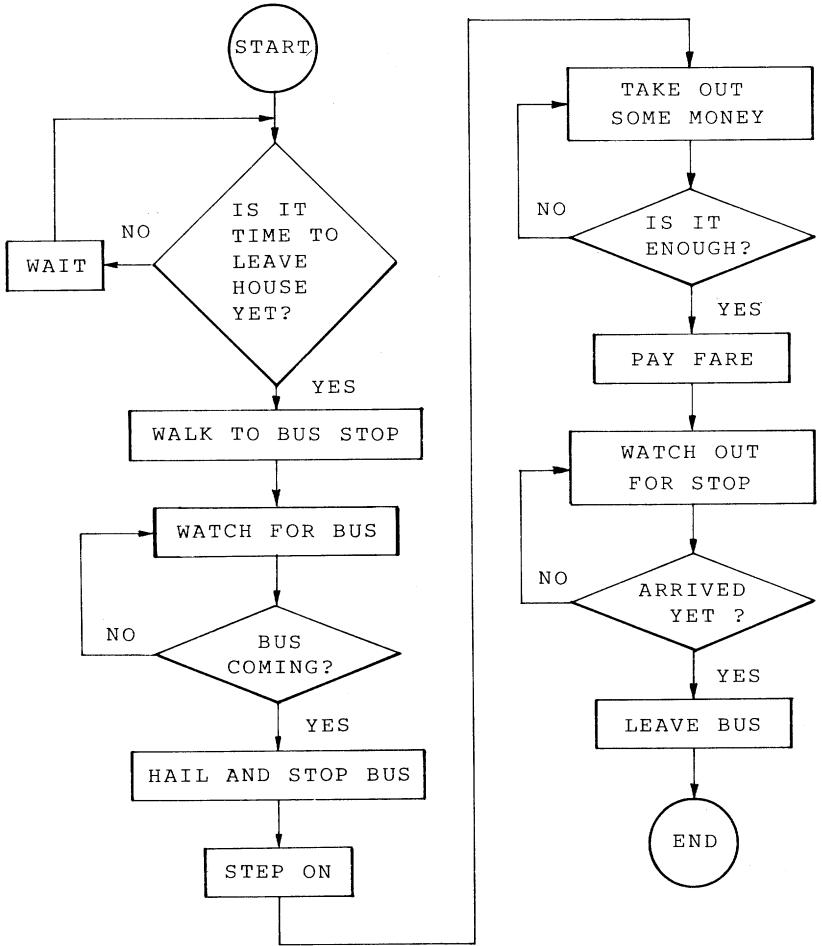 START
IS IT
TIME TO
LEAVE
HOUSE
YET?
NO
WAIT
YES
WALK TO BUS STOP
WATCH FOR BUS
BUS
COMING?
NO
YES
HAIL AND STOP BUS
STEP ON
TAKE OUT
SOME MONEY
IS IT
ENOUGH?
NO
YES
PAY FARE
WATCH OUT
FOR STOP
ARRIVED
YET ?
NO
YES
LEAVE BUS
END